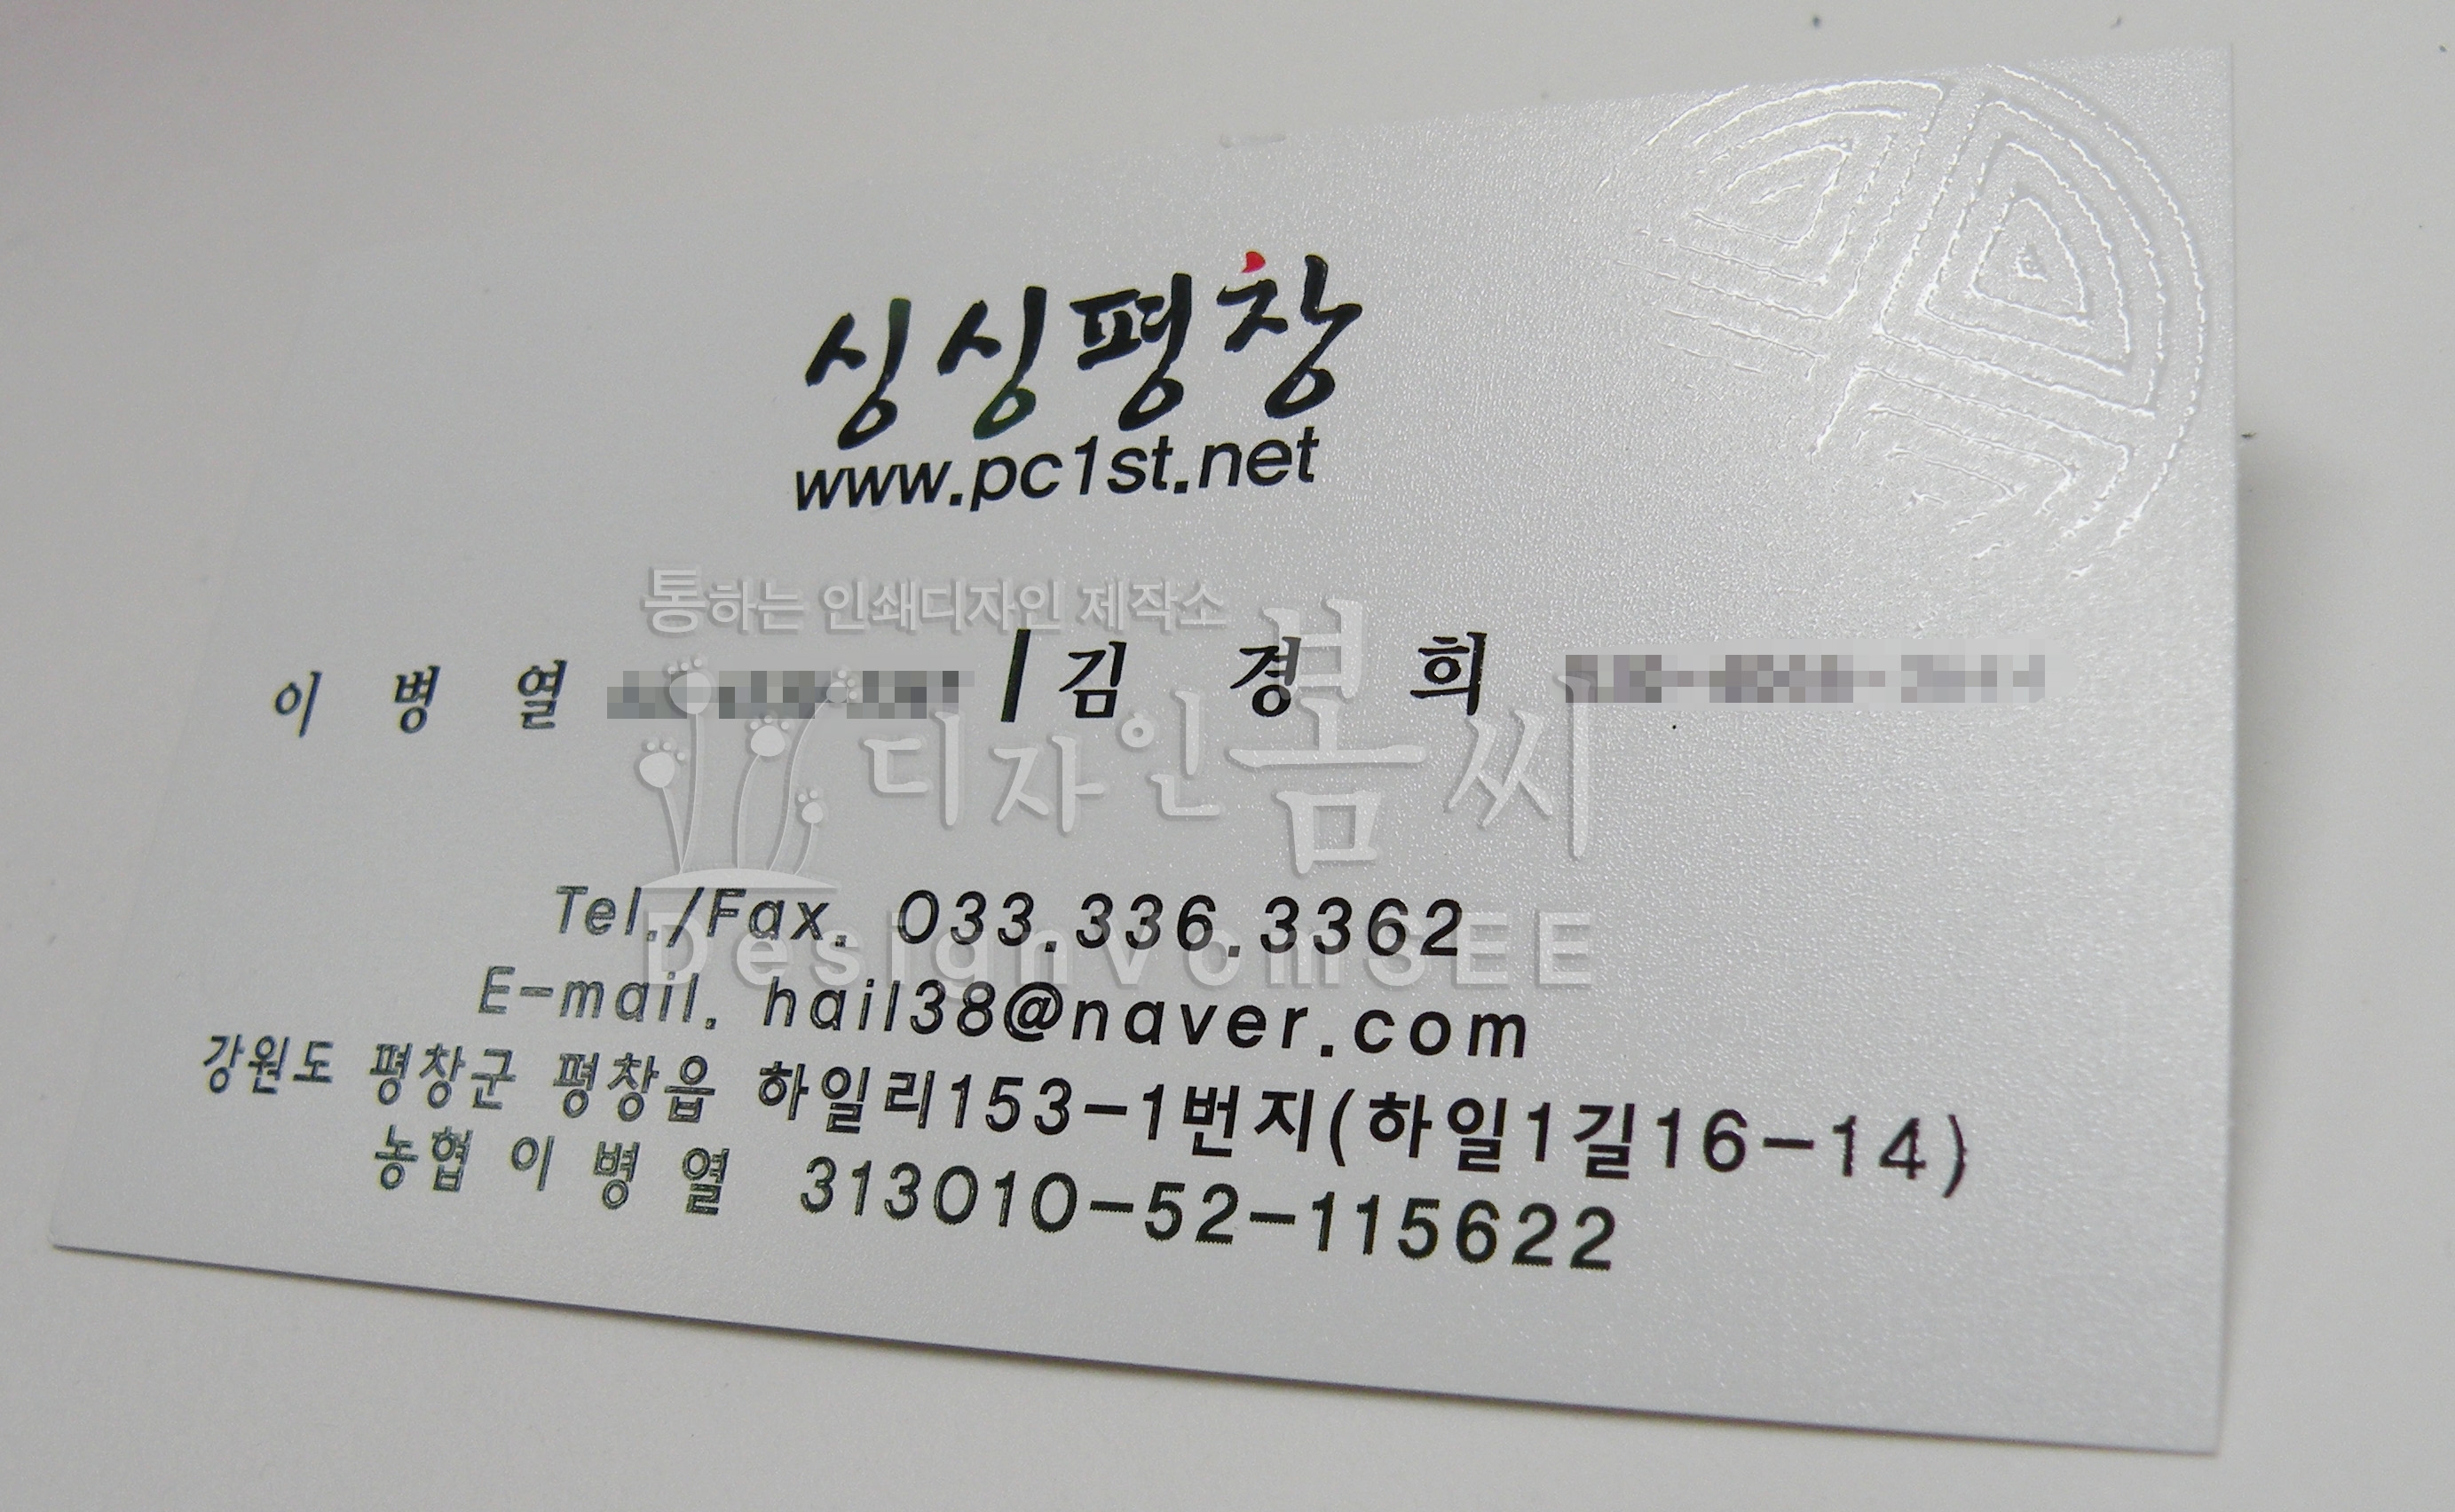 싱싱평창
www.pc1st.net
통하는 인쇄디자인 제작소
이 병 열 | 김 경 희
디자인봄씨
Tel./Fax. 033.336.3362
DesignVomSEE
E-mail. hail38@naver.com
강원도 평창군 평창읍 하일리153-1번지(하일1길16-14)
농협 이 병 열 313010-52-115622